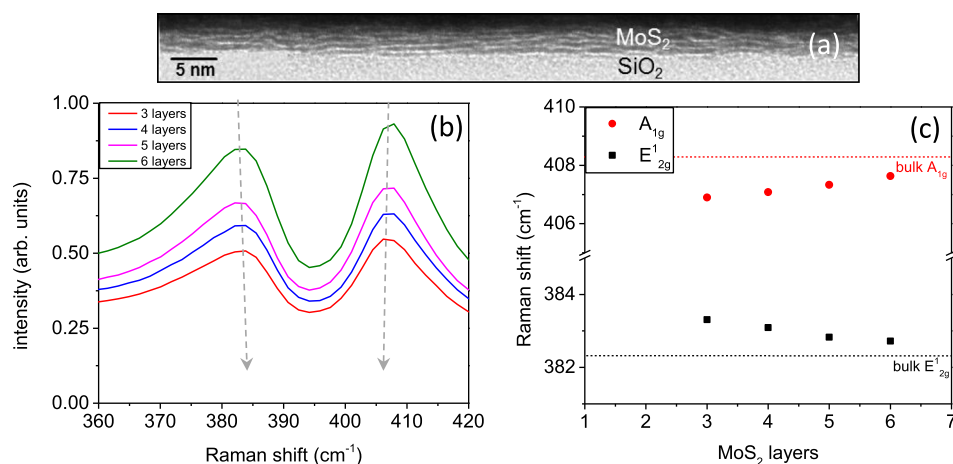 MoS2
(a)
5 nm
SiO2
(b)
3 layers
4 layers
5 layers
6 layers
intensity (arb. units)
1.00
0.75
0.50
0.25
0.00
360 380 390 400 410 420
Raman shift (cm-1)
(c)
A1g
E12g
bulk A1g
bulk E12g
Raman shift (cm-1)
410
408
406
384
382
1 2 3 4 5 6 7
MoS2 layers